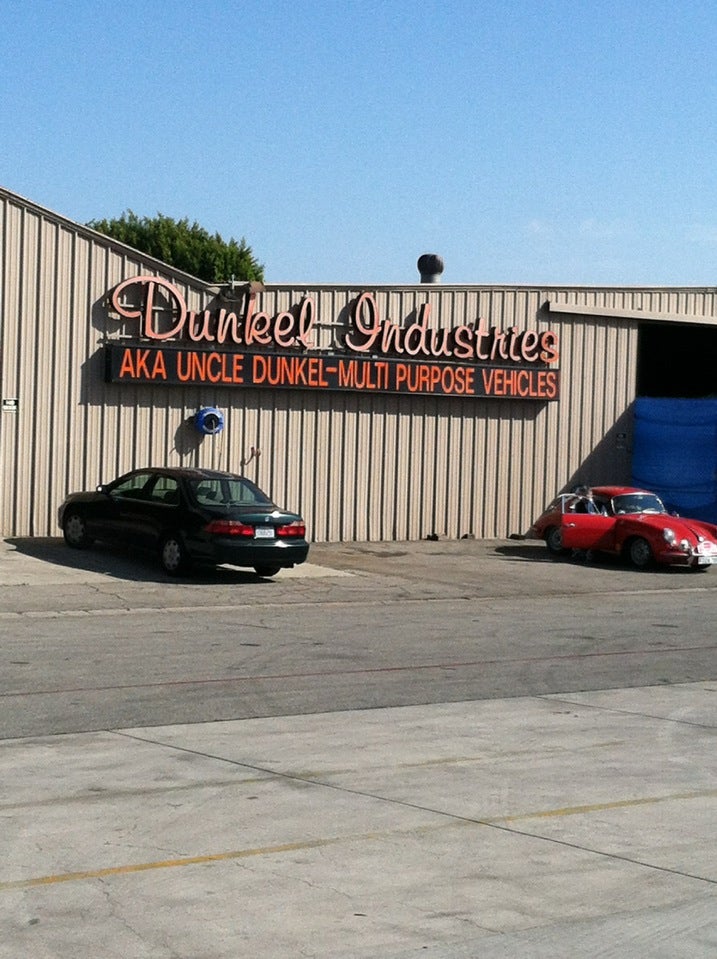 Dunkel Industries
AKA UNCLE DUNKEL-MULTI PURPOSE VEHICLES